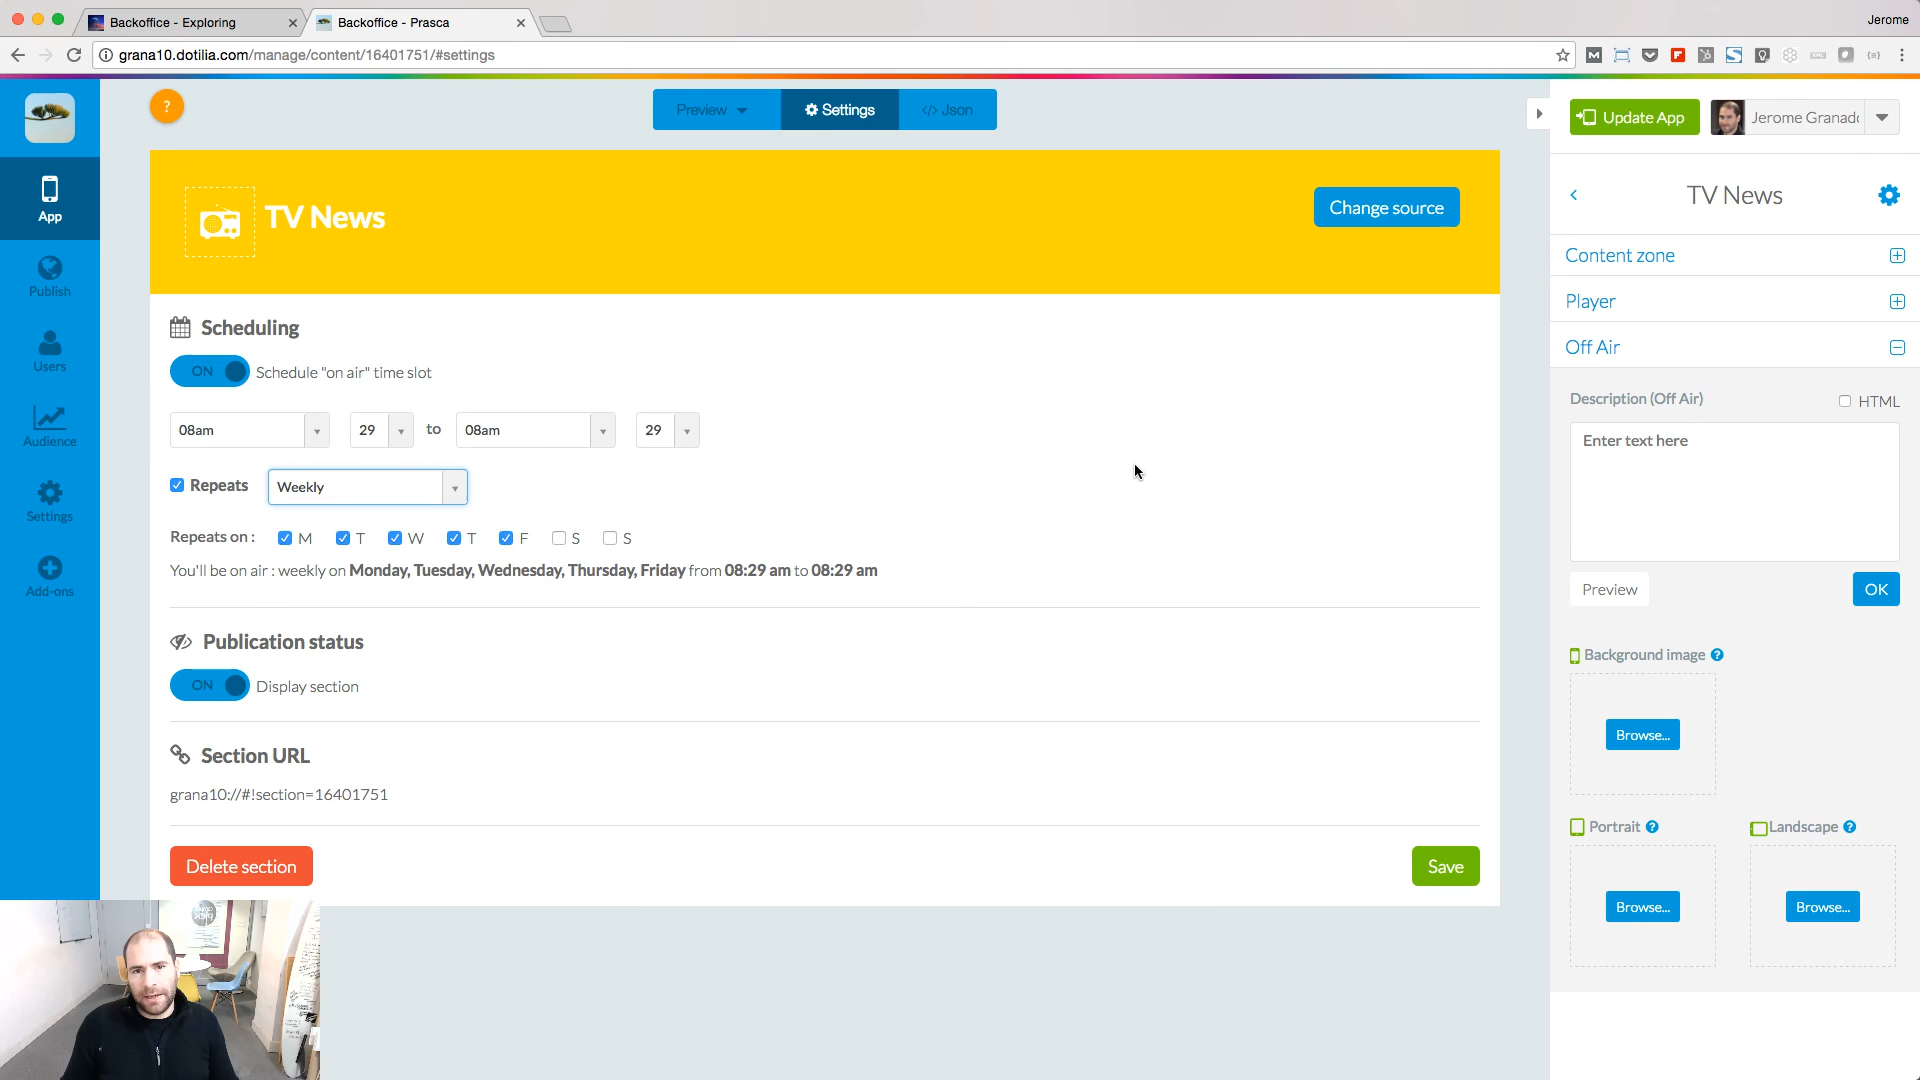 Backoffice - Exploring
Backoffice - Prasca
Jerome
grana10.dotilia.com/manage/content/16401751/#settings
?
Preview
Settings
</> Json
Update App
Jerome Granad
App
Publish
Users
Audience
Settings
Add-ons
TV News
Change source
Scheduling
ON Schedule "on air" time slot
08am 29 to 08am 29
Repeats Weekly
Repeats on : M T W T F S S
You'll be on air : weekly on Monday, Tuesday, Wednesday, Thursday, Friday from 08:29 am to 08:29 am
Publication status
ON Display section
Section URL
grana10://#!section=16401751
Delete section
Save
TV News
Content zone
Player
Off Air
Description (Off Air)
HTML
Enter text here
Preview
OK
Background image ?
Browse...
Portrait ?
Landscape ?
Browse...
Browse...